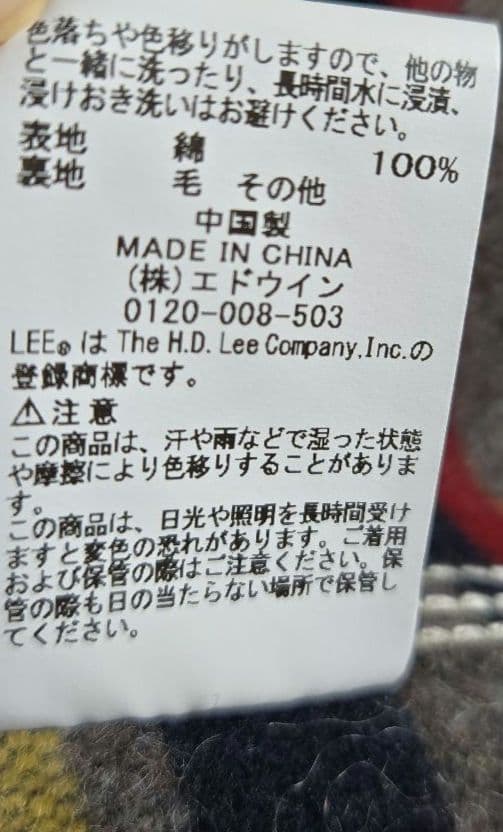 色落ちや色移りがしますので、他の物
と一緒に洗ったり、長時間水に浸漬、
浸けおき洗いはお避けください。
表地 綿 100%
裏地 毛 その他
中国製
MADE IN CHINA
(株)エドウイン
0120-008-503
LEE® は The H.D. Lee Company,Inc.の
登録商標です。
⚠注意
この商品は、汗や雨などで湿った状態
や摩擦により色移りすることがありま
す。
この商品は、日光や照明を長時間受け
ますと変色の恐れがあります。ご着用
および保管の際はご注意ください。保
管の際も日の当たらない場所で保管し
てください。